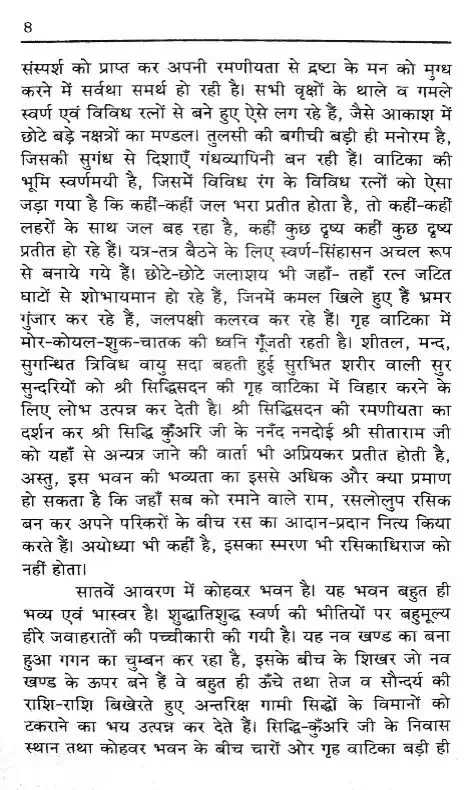 8
संस्पर्श को प्राप्त कर अपनी रमणीयता से द्रष्टा के मन को मुग्ध
करने में सर्वथा समर्थ हो रही है। सभी वृक्षों के थाले व गमले
स्वर्ण एवं विविध रत्नों से बने हुए ऐसे लग रहे हैं, जैसे आकाश में
छोटे बड़े नक्षत्रों का मण्डल। तुलसी की बगीची बड़ी ही मनोरम है,
जिसकी सुगंध से दिशाएँ गंधव्यापिनी बन रही हैं। वाटिका की
भूमि स्वर्णमयी है, जिसमें विविध रंग के विविध रत्नों को ऐसा
जड़ा गया है कि कहीं-कहीं जल भरा प्रतीत होता है, तो कहीं-कहीं
लहरों के साथ जल बह रहा है, कहीं कुछ दृष्य कहीं कुछ दृष्य
प्रतीत हो रहे हैं। यत्र-तत्र बैठने के लिए स्वर्ण-सिंहासन अचल रूप
से बनाये गये हैं। छोटे-छोटे जलाशय भी जहाँ- तहाँ रत्न जटित
घाटों से शोभायमान हो रहे हैं, जिनमें कमल खिले हुए हैं भ्रमर
गुंजार कर रहे हैं, जलपक्षी कलरव कर रहे हैं। गृह वाटिका में
मोर-कोयल-शुक-चातक की ध्वनि गूँजती रहती है। शीतल, मन्द,
सुगन्धित त्रिविध वायु सदा बहती हुई सुरभित शरीर वाली सुर
सुन्दरियों को श्री सिद्धिसदन की गृह वाटिका में विहार करने के
लिए लोभ उत्पन्न कर देती है। श्री सिद्धिसदन की रमणीयता का
दर्शन कर श्री सिद्धि कुँअरि जी के ननँद ननदोई श्री सीताराम जी
को यहाँ से अन्यत्र जाने की वार्ता भी अप्रियकर प्रतीत होती है,
अस्तु, इस भवन की भव्यता का इससे अधिक और क्या प्रमाण
हो सकता है कि जहाँ सब को रमाने वाले राम, रसलोलुप रसिक
बन कर अपने परिकरों के बीच रस का आदान-प्रदान नित्य किया
करते हैं। अयोध्या भी कहीं है, इसका स्मरण भी रसिकाधिराज को
नहीं होता।
सातवें आवरण में कोहवर भवन है। यह भवन बहुत ही
भव्य एवं भास्वर है। शुद्धातिशुद्ध स्वर्ण की भीतियों पर बहुमूल्य
हीरे जवाहरातों की पच्चीकारी की गयी है। यह नव खण्ड का बना
हुआ गगन का चुम्बन कर रहा है, इसके बीच के शिखर जो नव
खण्ड के ऊपर बने हैं वे बहुत ही ऊँचे तथा तेज व सौन्दर्य की
राशि-राशि बिखेरते हुए अन्तरिक्ष गामी सिद्धों के विमानों को
टकराने का भय उत्पन्न कर देते हैं। सिद्धि-कुँअरि जी के निवास
स्थान तथा कोहवर भवन के बीच चारों ओर गृह वाटिका बड़ी ही